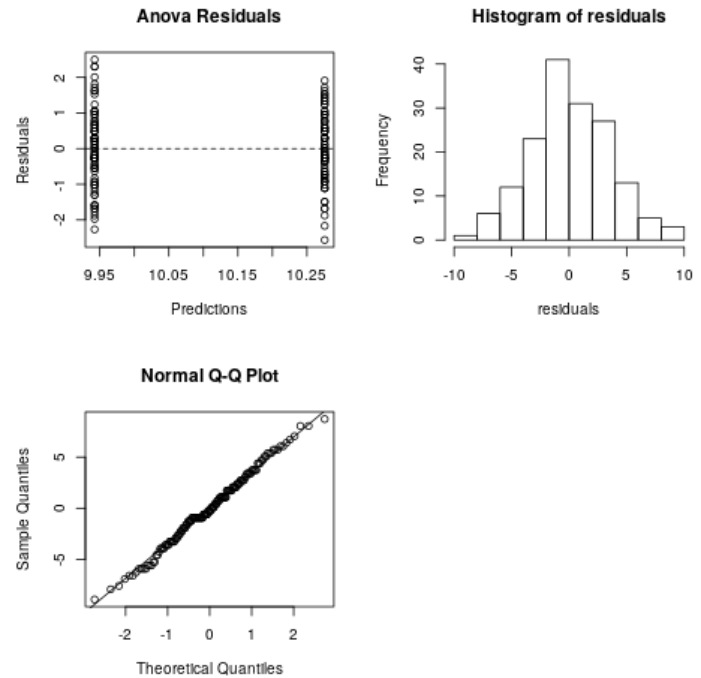 Anova Residuals
Residuals
2
1
0
-1
-2
9.95 10.05 10.15 10.25
Predictions
Histogram of residuals
Frequency
40
30
20
10
0
-10 -5 0 5 10
residuals
Normal Q-Q Plot
Sample Quantiles
5
0
-5
-2 -1 0 1 2
Theoretical Quantiles